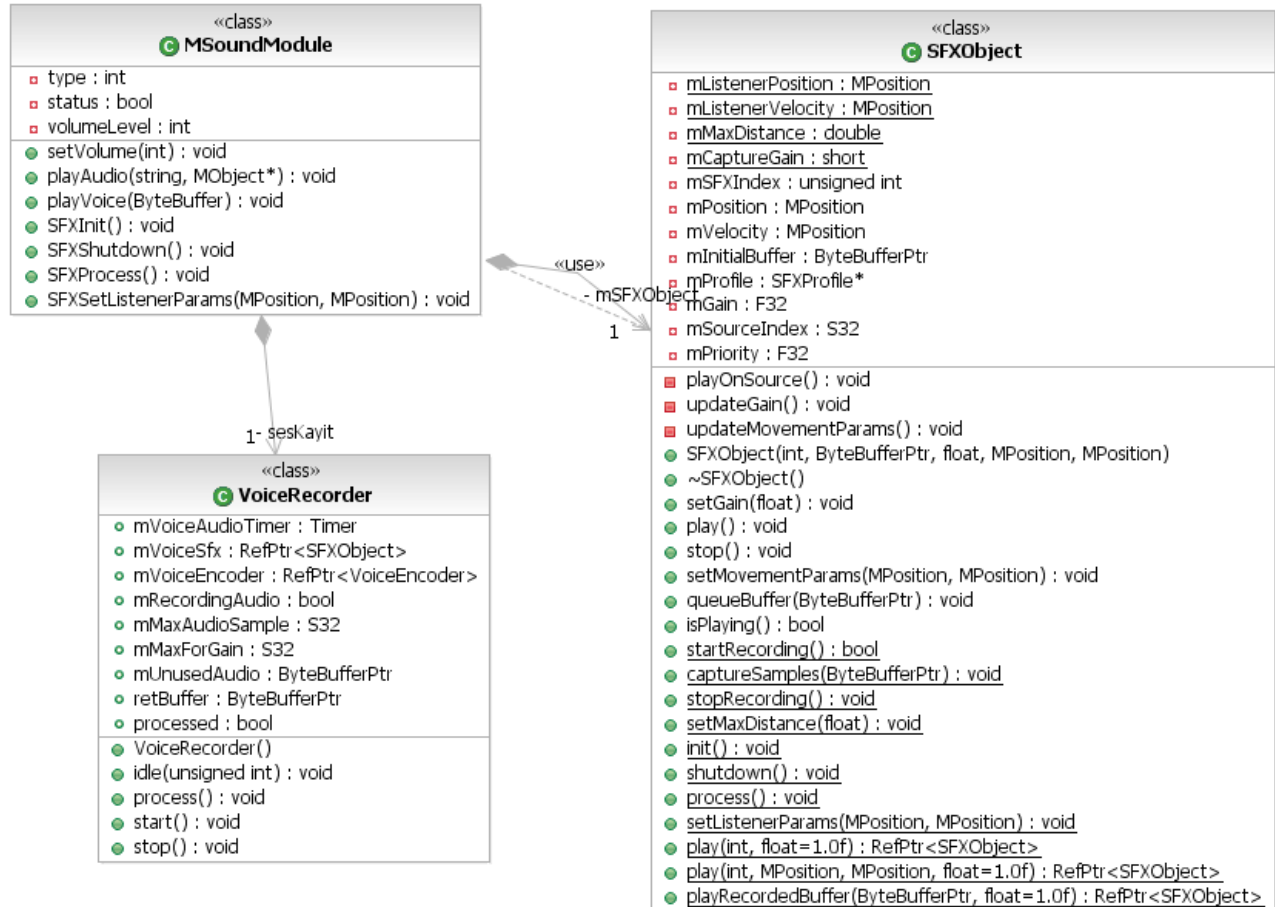 «class»
C MSoundModule
type : int
status : bool
volumeLevel : int
setVolume(int) : void
playAudio(string, MObject*) : void
playVoice(ByteBuffer) : void
SFXInit() : void
SFXShutdown() : void
SFXProcess() : void
SFXSetListenerParams(MPosition, MPosition) : void
«use»
- mSFXObject
1
1
- sesKayit
«class»
C VoiceRecorder
mVoiceAudioTimer : Timer
mVoiceSfx : RefPtr<SFXObject>
mVoiceEncoder : RefPtr<VoiceEncoder>
mRecordingAudio : bool
mMaxAudioSample : S32
mMaxForGain : S32
mUnusedAudio : ByteBufferPtr
retBuffer : ByteBufferPtr
processed : bool
VoiceRecorder()
idle(unsigned int) : void
process() : void
start() : void
stop() : void
«class»
C SFXObject
mListenerPosition : MPosition
mListenerVelocity : MPosition
mMaxDistance : double
mCaptureGain : short
mSFXIndex : unsigned int
mPosition : MPosition
mVelocity : MPosition
mInitialBuffer : ByteBufferPtr
mProfile : SFXProfile*
mGain : F32
mSourceIndex : S32
mPriority : F32
playOnSource() : void
updateGain() : void
updateMovementParams() : void
SFXObject(int, ByteBufferPtr, float, MPosition, MPosition)
~SFXObject()
setGain(float) : void
play() : void
stop() : void
setMovementParams(MPosition, MPosition) : void
queueBuffer(ByteBufferPtr) : void
isPlaying() : bool
startRecording() : bool
captureSamples(ByteBufferPtr) : void
stopRecording() : void
setMaxDistance(float) : void
init() : void
shutdown() : void
process() : void
setListenerParams(MPosition, MPosition) : void
play(int, float=1.0f) : RefPtr<SFXObject>
play(int, MPosition, MPosition, float=1.0f) : RefPtr<SFXObject>
playRecordedBuffer(ByteBufferPtr, float=1.0f) : RefPtr<SFXObject>